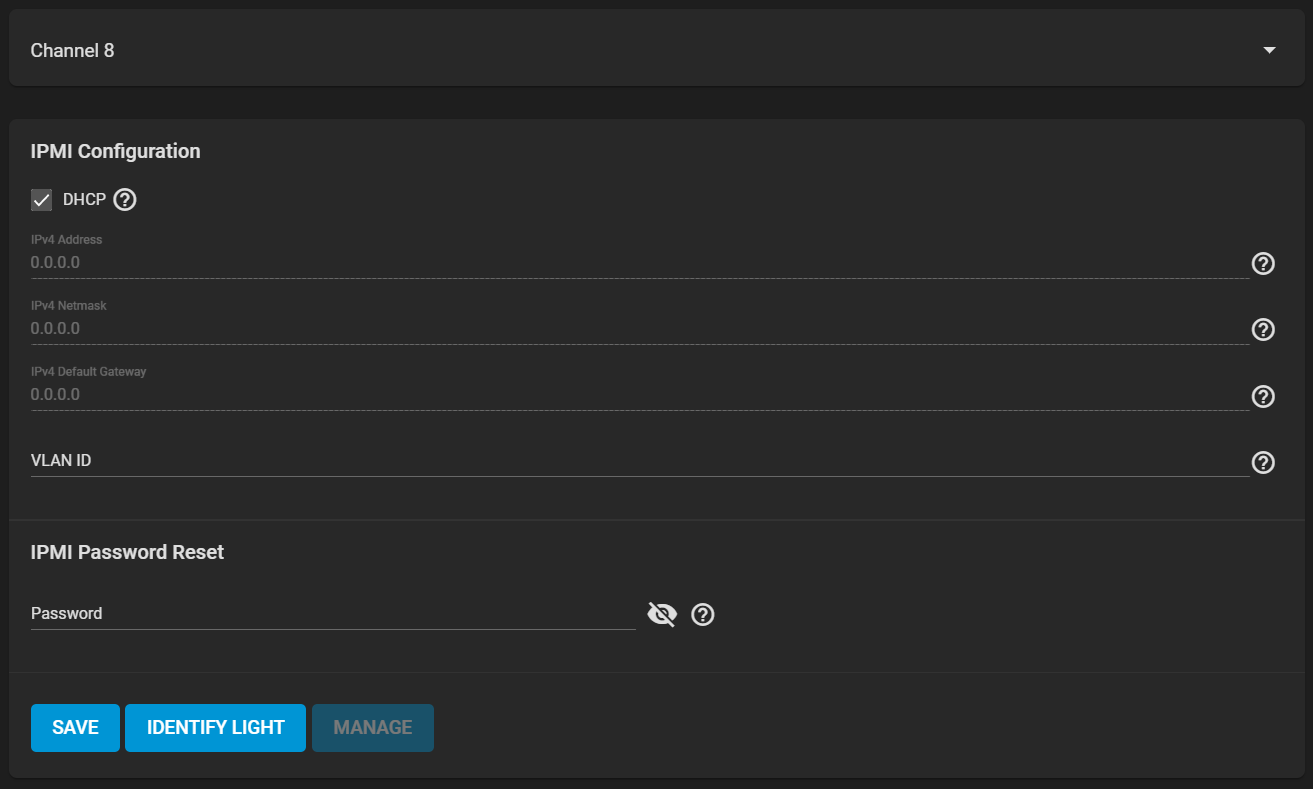 Channel 8
IPMI Configuration
DHCP
IPv4 Address
0.0.0.0
IPv4 Netmask
0.0.0.0
IPv4 Default Gateway
0.0.0.0
VLAN ID
IPMI Password Reset
Password
SAVE IDENTIFY LIGHT MANAGE